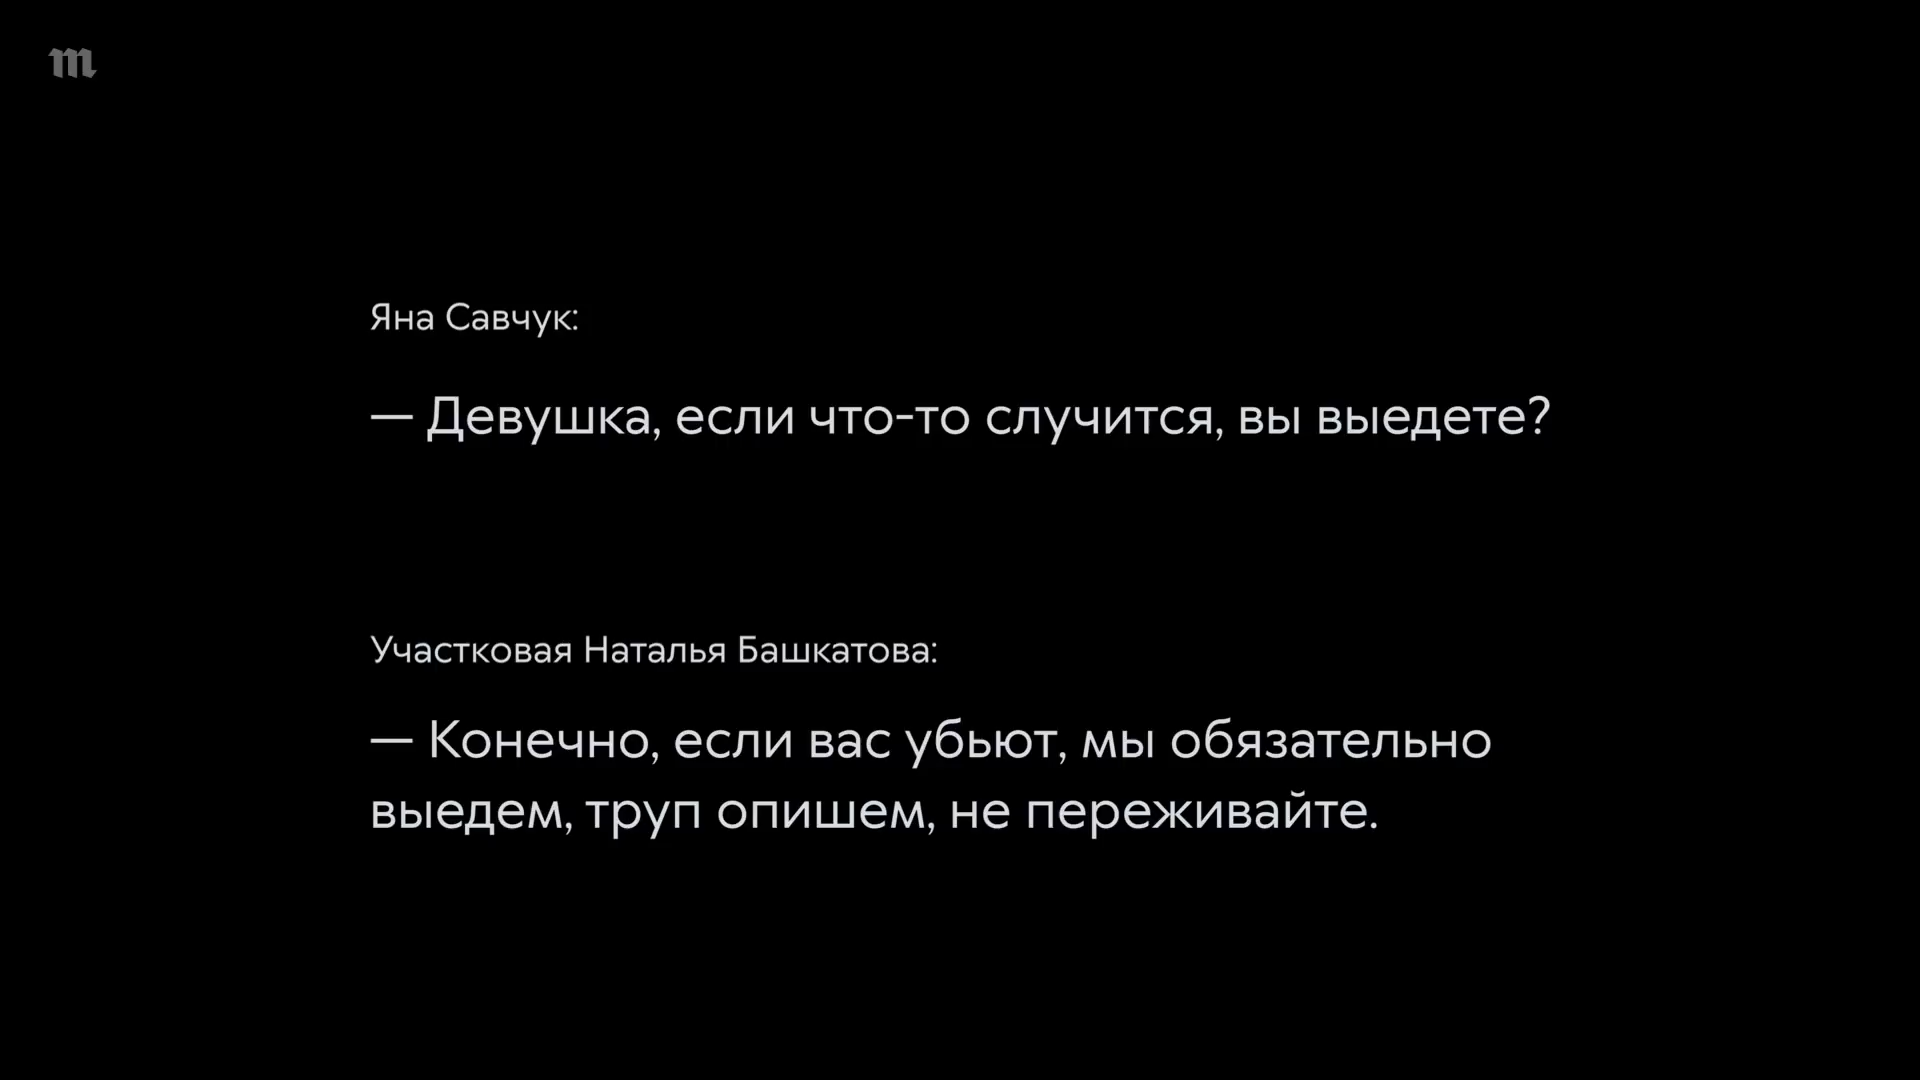 m
Яна Савчук:
— Девушка, если что-то случится, вы выедете?
Участковая Наталья Башкатова:
— Конечно, если вас убьют, мы обязательно
выедем, труп опишем, не переживайте.